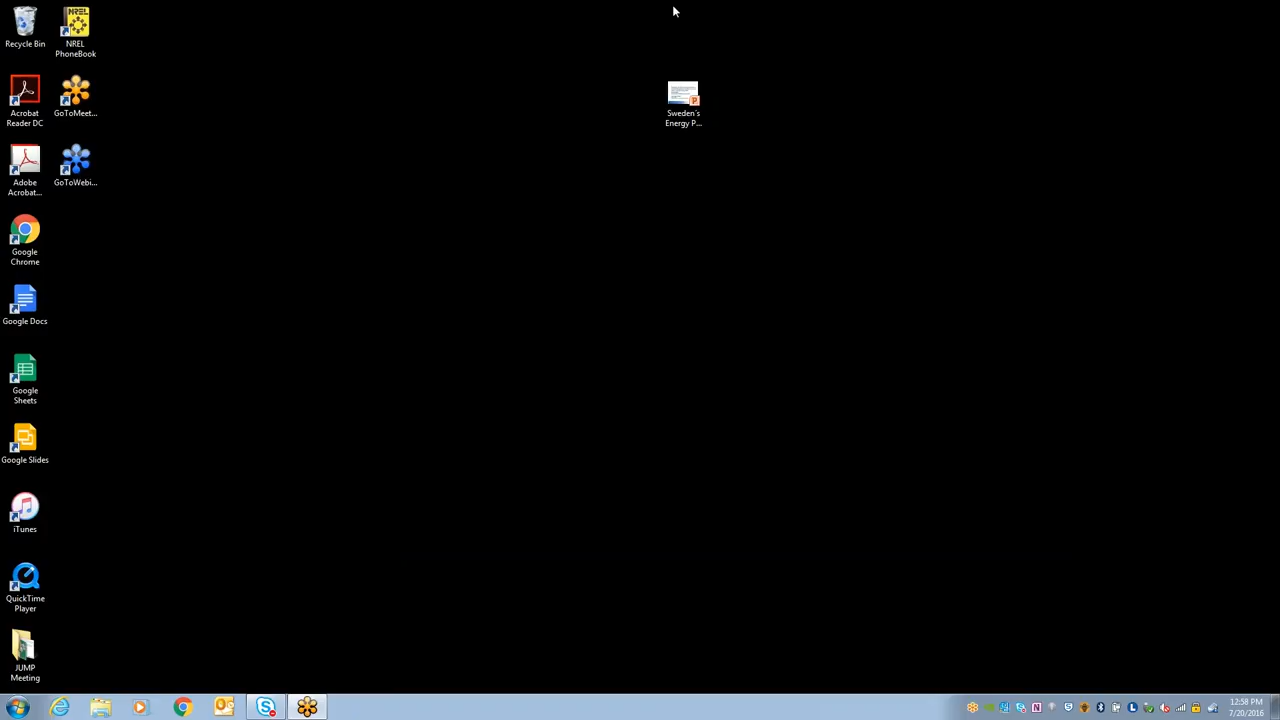 Recycle Bin
NREL
PhoneBook
Acrobat
Reader DC
GoToMeet...
Adobe
Acrobat...
GoToWebi...
Google
Chrome
Google Docs
Google
Sheets
Google Slides
iTunes
QuickTime
Player
JUMP
Meeting
Sweden´s
Energy P...
12:58 PM
7/20/2016